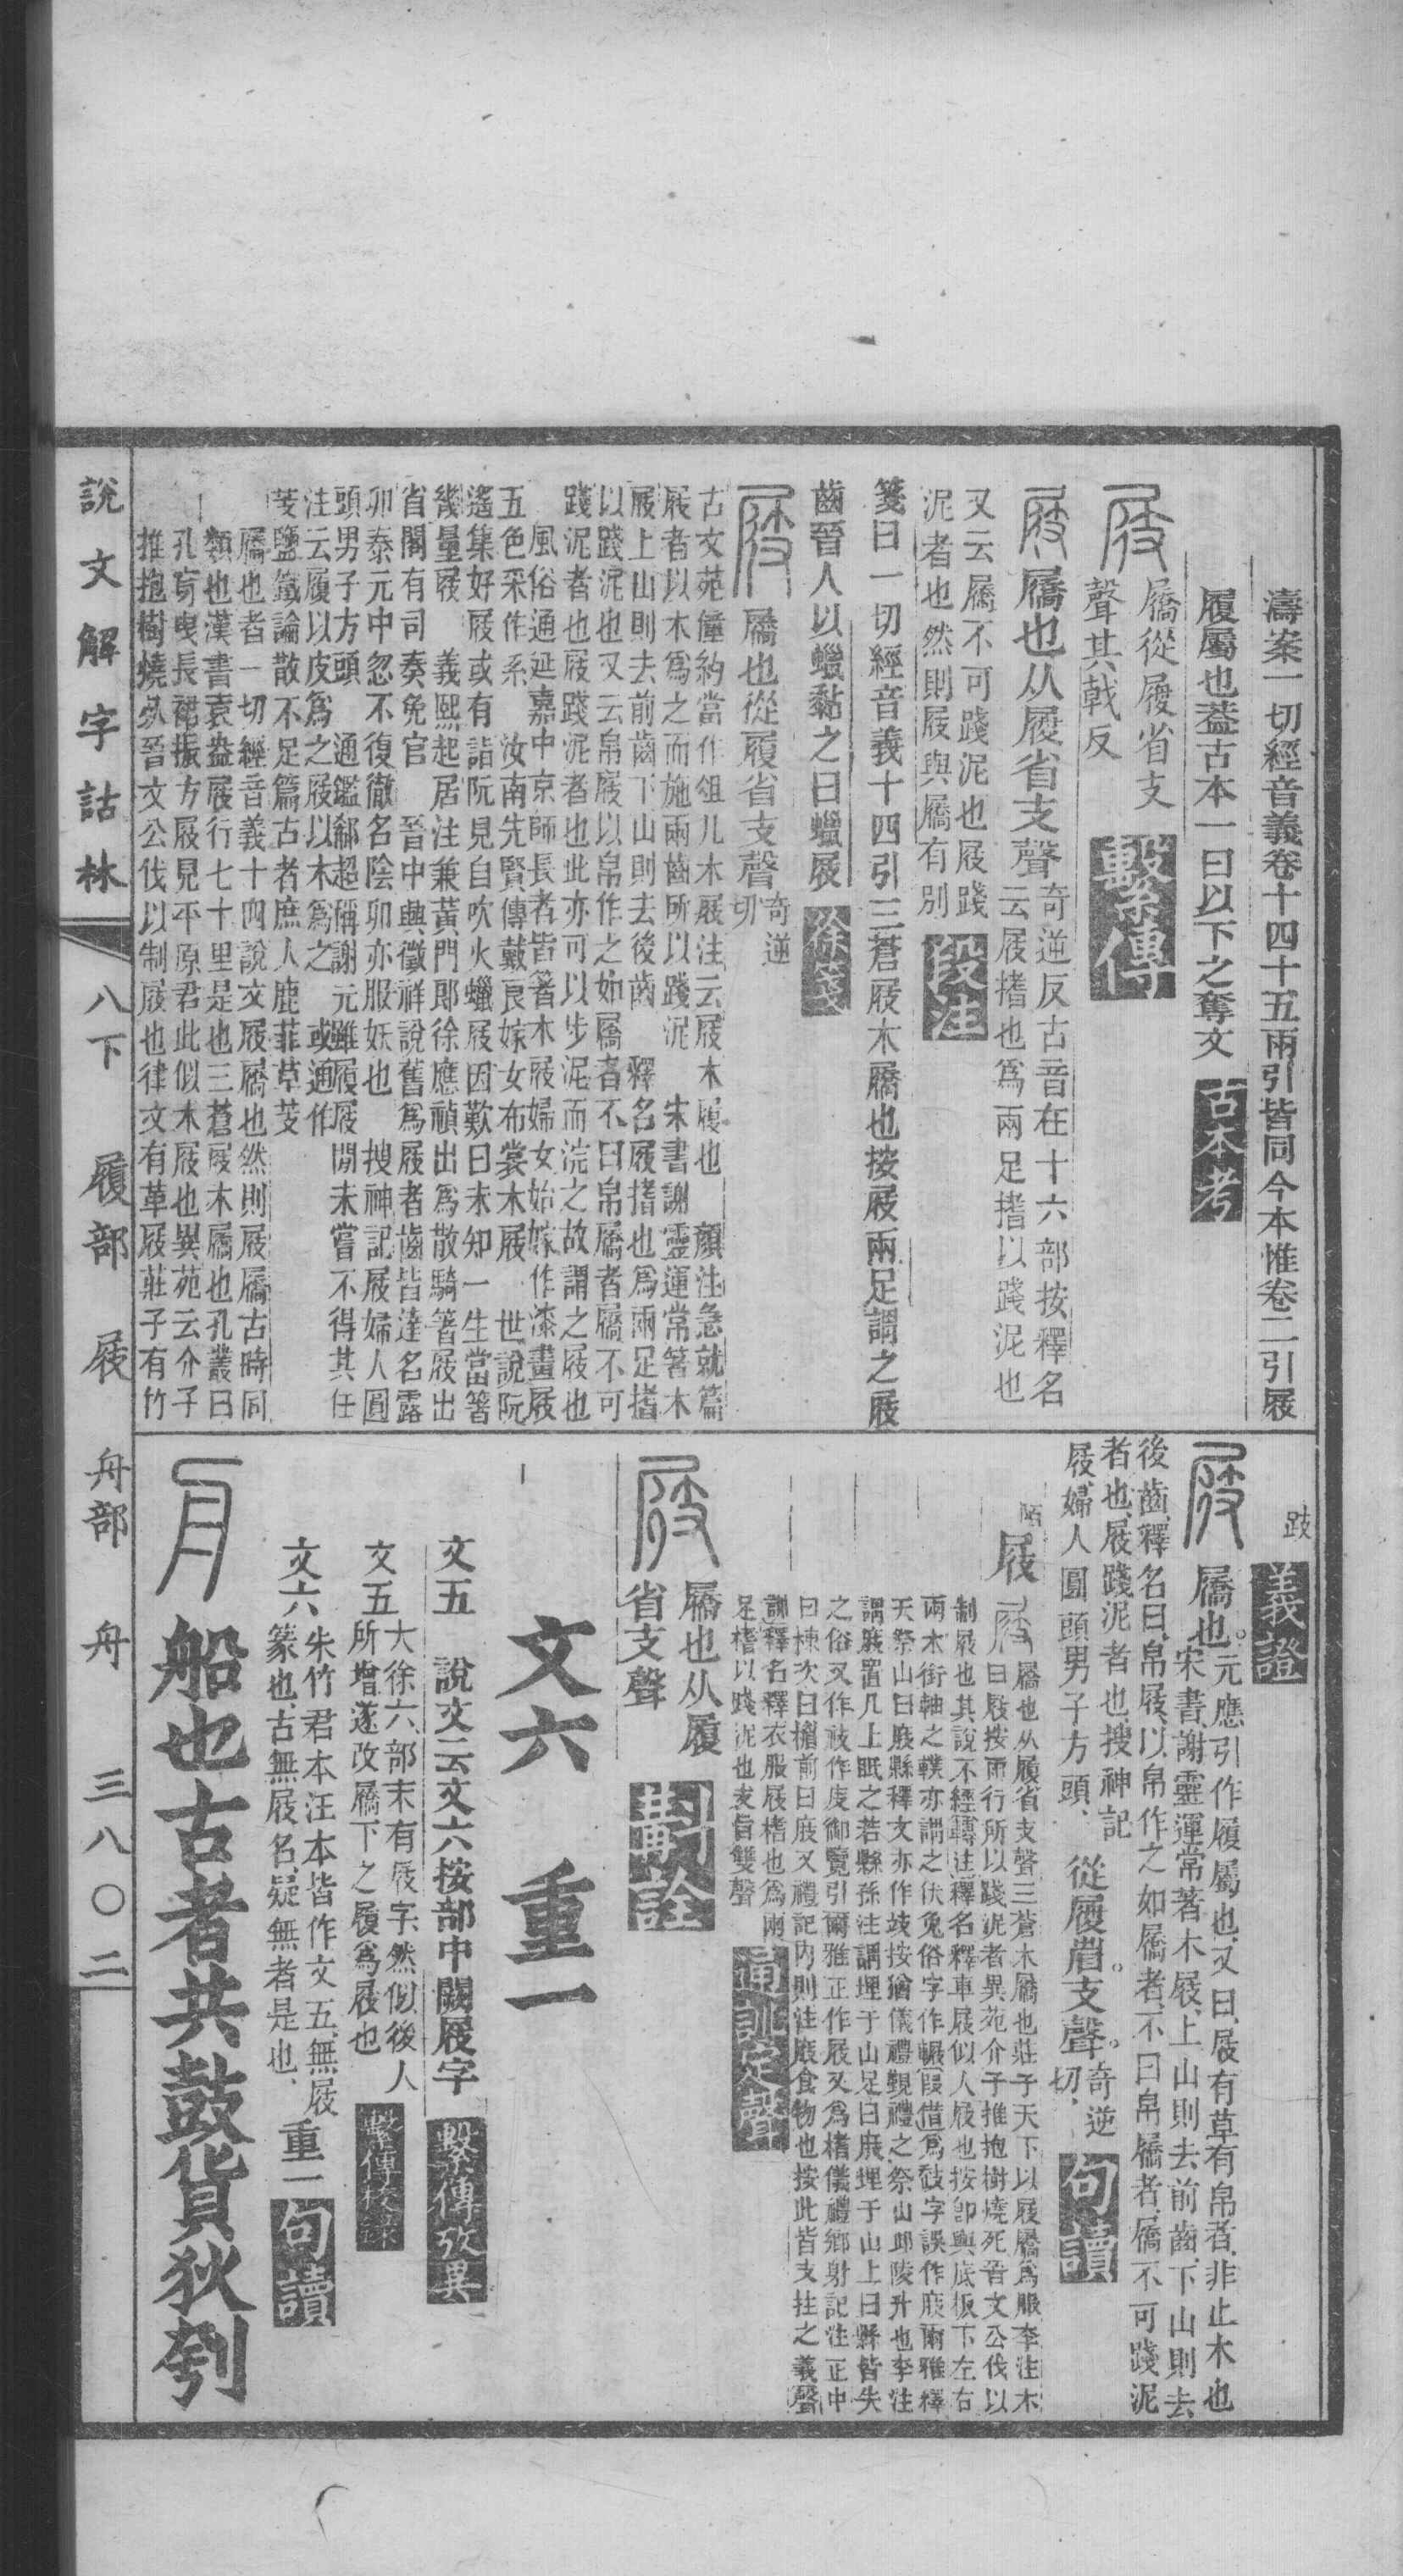 濤案一切經音義卷十四十五兩引皆同今本惟卷二引屐
履屬也葢古本一曰以下之奪文 古本考
屩從履省支
聲其戟反 繫傳
屩也从履省支聲
奇逆反古音在十六部按釋名
云屐搘也爲兩足搘以踐泥也
又云屩不可踐泥也屐踐
泥者也然則屐與屩有别 段注
箋曰一切經音義十四引三蒼屐木屩也按屐兩足謂之屐
齒晉人以蠟黏之曰蠟屐 徐箋
屩也從履省支聲
奇逆
切
古文苑僮約當作俎几木屐注云屐木履也 顏注急就篇
屐者以木爲之而施兩齒所以踐泥 宋書謝靈運常著木
屐上山則去前齒下山則去後齒 釋名屐搘也爲兩足搘
以踐泥也又云帛屐以帛作之如屩者不曰帛屩者屩不可
踐泥者也屐踐泥者也此亦可以步泥而浣之故謂之屐也
風俗通延嘉中京師長者皆著木屐婦女始嫁作漆畫屐
五色采作系 汝南先賢傳戴良嫁女布裳木屐 世說阮
遙集好屐或有詣阮見自吹火蠟屐因歎曰未知一生當著
幾量屐 義熙起居注兼黃門郎徐應禎出爲散騎著屐出
省閣有司奏免官 晉中興徵祥說舊爲屐者齒皆達名露
卯泰元中忽不復徹名陰卯亦服妖也 搜神記屐婦人圓
頭男子方頭 通鑑郗超稱謝元雖履屐閒未嘗不得其任
注云履以皮爲之屐以木爲之 或通作
芰鹽鐵論散不足篇古者庶人鹿菲草芰
屩也者一切經音義十四說文屐屩也然則屐屩古時同
類也漢書袁盎屐行七十里是也三蒼屐木屩也孔叢曰
孔穿曳長裾振方屐見平原君此似木屐也異苑云介子
推抱樹燒死晉文公伐以制屐也律文有革屐莊子有竹
跂 義證
屩也。
元應引作履屬也又曰屐有草有帛者非止木也
宋書謝靈運常著木屐上山則去前齒下山則去
後齒釋名曰帛屐以帛作之如屩者不曰帛屩者屩不可踐泥
者也屐踐泥者也搜神記
屐婦人圓頭男子方頭、從履省。支聲。
奇逆
切、
句讀
屐
屩也从履省支聲三蒼木屩也莊子天下以屐屩爲服李注木
曰屐按雨行所以踐泥者異苑介子推抱樹燒死晉文公伐以
制屐也其說不經轉注釋名釋車屐似人屐也按卽輿底板下左右
兩木銜軸之轐亦謂之伏兔俗字作輾叚借爲攱字誤作庪爾雅釋
天祭山曰庪縣釋文亦作攱按猶儀禮覲禮之祭山邱陵升也李注
謂庪置几上眂之若縣孫注謂埋于山足曰庪埋于山上曰縣皆失
之俗又作攱作庋御覽引爾雅正作屐又爲楮儀禮鄉射記注正中
曰棟次曰楣前曰庪又禮記內則注庪食物也按此皆支拄之義聲
訓釋名釋衣服屐榰也爲兩
足榰以踐泥也支旨雙聲 通訓定聲
屩也从履
省支聲 斠詮
文六 重一
文五 說文云文六按部中闕屐字 繫傳攷異
文五
大徐六部末有屐字然似後人
所增遂改屩下之履爲屐也 繫傳校錄
文六
朱竹君本汪本皆作文五、無屐
篆也、古無屐名、疑無者是也、
重一 句讀
船也古者共鼓貨狄刳
說文解字詁林 八下 履部 屐 舟部 舟 三八〇二